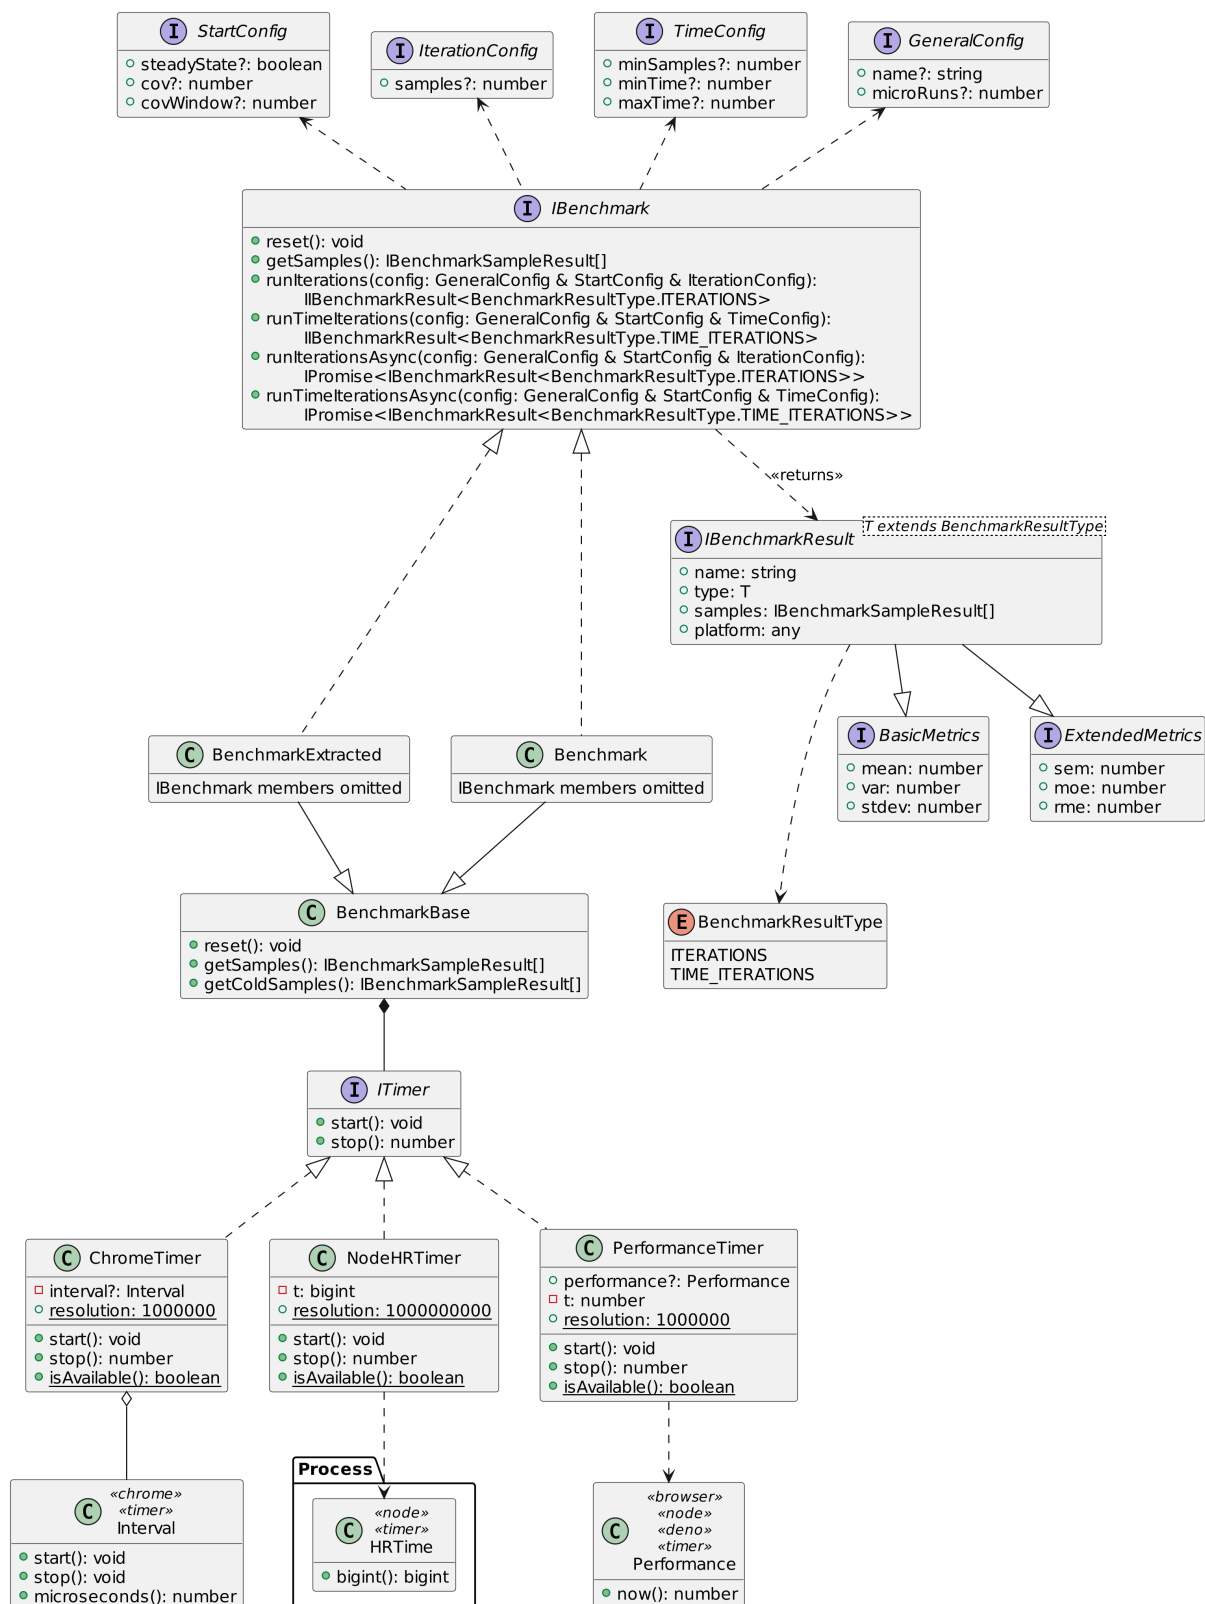 StartConfig
steadyState?: boolean
cov?: number
covWindow?: number
IterationConfig
samples?: number
TimeConfig
minSamples?: number
minTime?: number
maxTime?: number
GeneralConfig
name?: string
microRuns?: number
IBenchmark
reset(): void
getSamples(): IBenchmarkSampleResult[]
runIterations(config: GeneralConfig & StartConfig & IterationConfig):
IIBenchmarkResult<BenchmarkResultType.ITERATIONS>
runTimeIterations(config: GeneralConfig & StartConfig & TimeConfig):
IIBenchmarkResult<BenchmarkResultType.TIME_ITERATIONS>
runIterationsAsync(config: GeneralConfig & StartConfig & IterationConfig):
IPromise<IBenchmarkResult<BenchmarkResultType.ITERATIONS>>
runTimeIterationsAsync(config: GeneralConfig & StartConfig & TimeConfig):
IPromise<IBenchmarkResult<BenchmarkResultType.TIME_ITERATIONS>>
«returns»
T extends BenchmarkResultType
IBenchmarkResult
name: string
type: T
samples: IBenchmarkSampleResult[]
platform: any
BenchmarkExtracted
IBenchmark members omitted
Benchmark
IBenchmark members omitted
BasicMetrics
mean: number
var: number
stdev: number
ExtendedMetrics
sem: number
moe: number
rme: number
BenchmarkBase
reset(): void
getSamples(): IBenchmarkSampleResult[]
getColdSamples(): IBenchmarkSampleResult[]
BenchmarkResultType
ITERATIONS
TIME_ITERATIONS
ITimer
start(): void
stop(): number
ChromeTimer
interval?: Interval
resolution: 1000000
start(): void
stop(): number
isAvailable(): boolean
NodeHRTimer
t: bigint
resolution: 1000000000
start(): void
stop(): number
isAvailable(): boolean
PerformanceTimer
performance?: Performance
t: number
resolution: 1000000
start(): void
stop(): number
isAvailable(): boolean
«chrome»
«timer»
Interval
start(): void
stop(): void
microseconds(): number
Process
«node»
«timer»
HRTime
bigint(): bigint
«browser»
«node»
«deno»
«timer»
Performance
now(): number